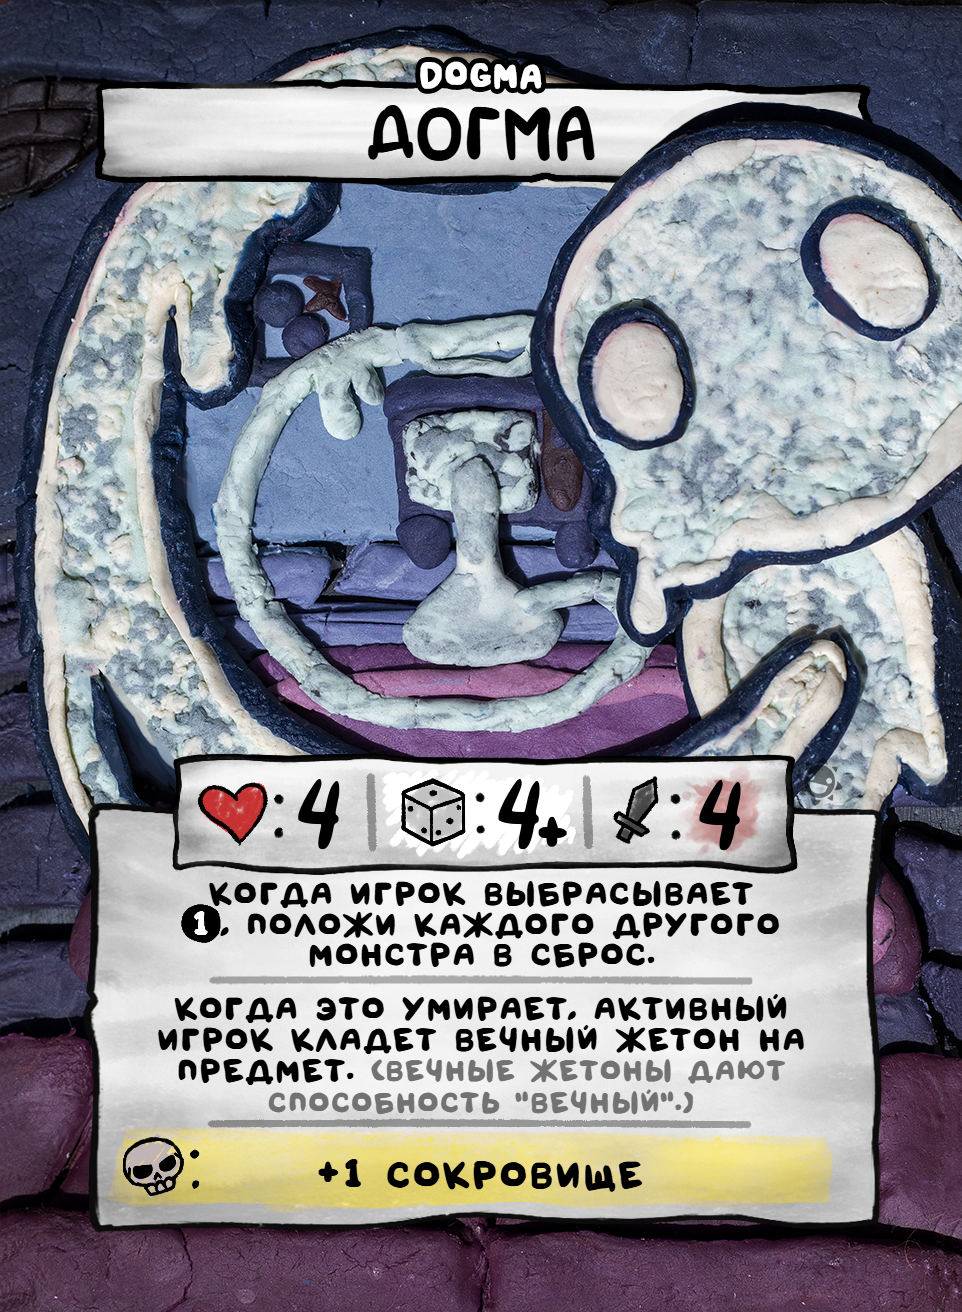 DOGMA
ДОГМА
: 4 : 4+ : 4
КОГДА ИГРОК ВЫБРАСЫВАЕТ
1, ПОЛОЖИ КАЖДОГО ДРУГОГО
МОНСТРА В СБРОС.
КОГДА ЭТО УМИРАЕТ, АКТИВНЫЙ
ИГРОК КЛАДЕТ ВЕЧНЫЙ ЖЕТОН НА
ПРЕДМЕТ. (ВЕЧНЫЕ ЖЕТОНЫ ДАЮТ
СПОСОБНОСТЬ "ВЕЧНЫЙ".)
: +1 СОКРОВИЩЕ